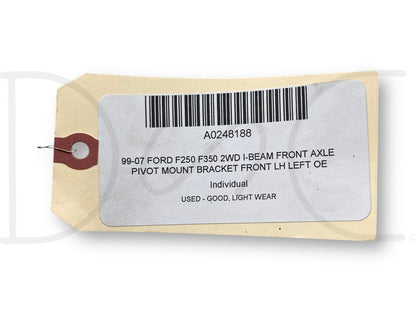 A0248188
99-07 FORD F250 F350 2WD I-BEAM FRONT AXLE
PIVOT MOUNT BRACKET FRONT LH LEFT OE
Individual
USED - GOOD, LIGHT WEAR